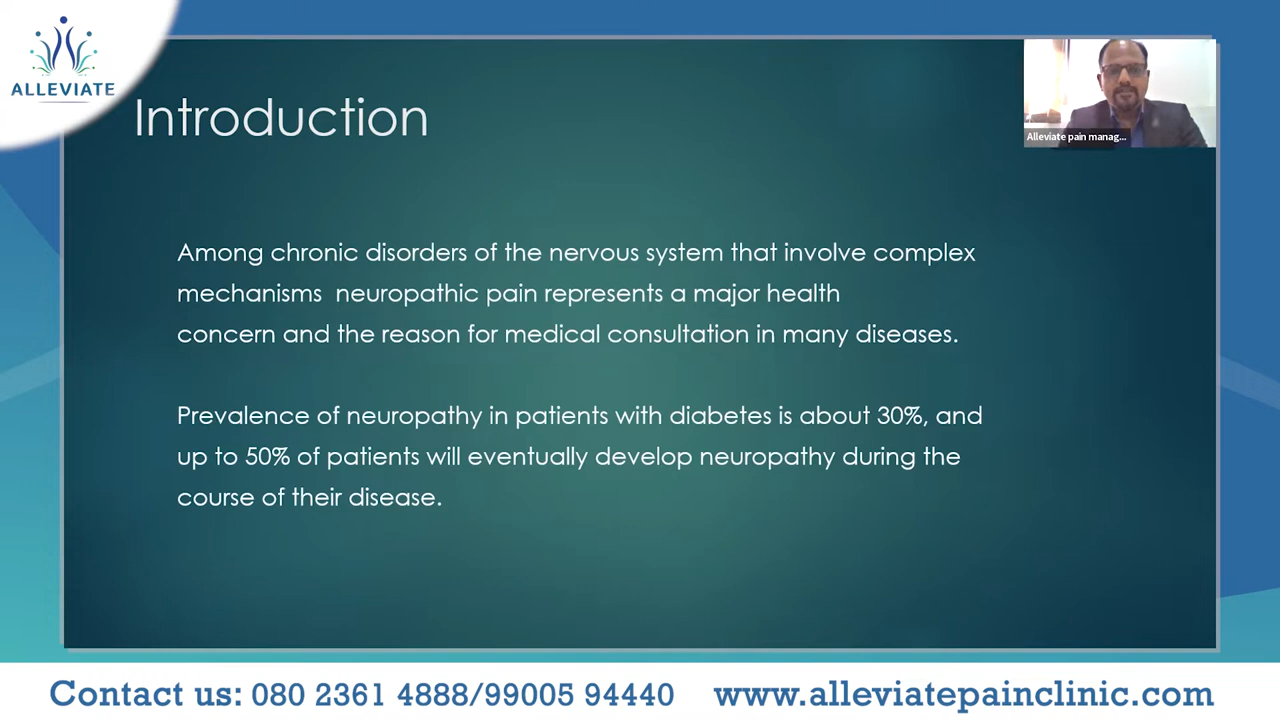 ALLEVIATE
Introduction
Alleviate pain manag...
Among chronic disorders of the nervous system that involve complex
mechanisms neuropathic pain represents a major health
concern and the reason for medical consultation in many diseases.
Prevalence of neuropathy in patients with diabetes is about 30%, and
up to 50% of patients will eventually develop neuropathy during the
course of their disease.
Contact us: 080 2361 4888/99005 94440 www.alleviatepainclinic.com